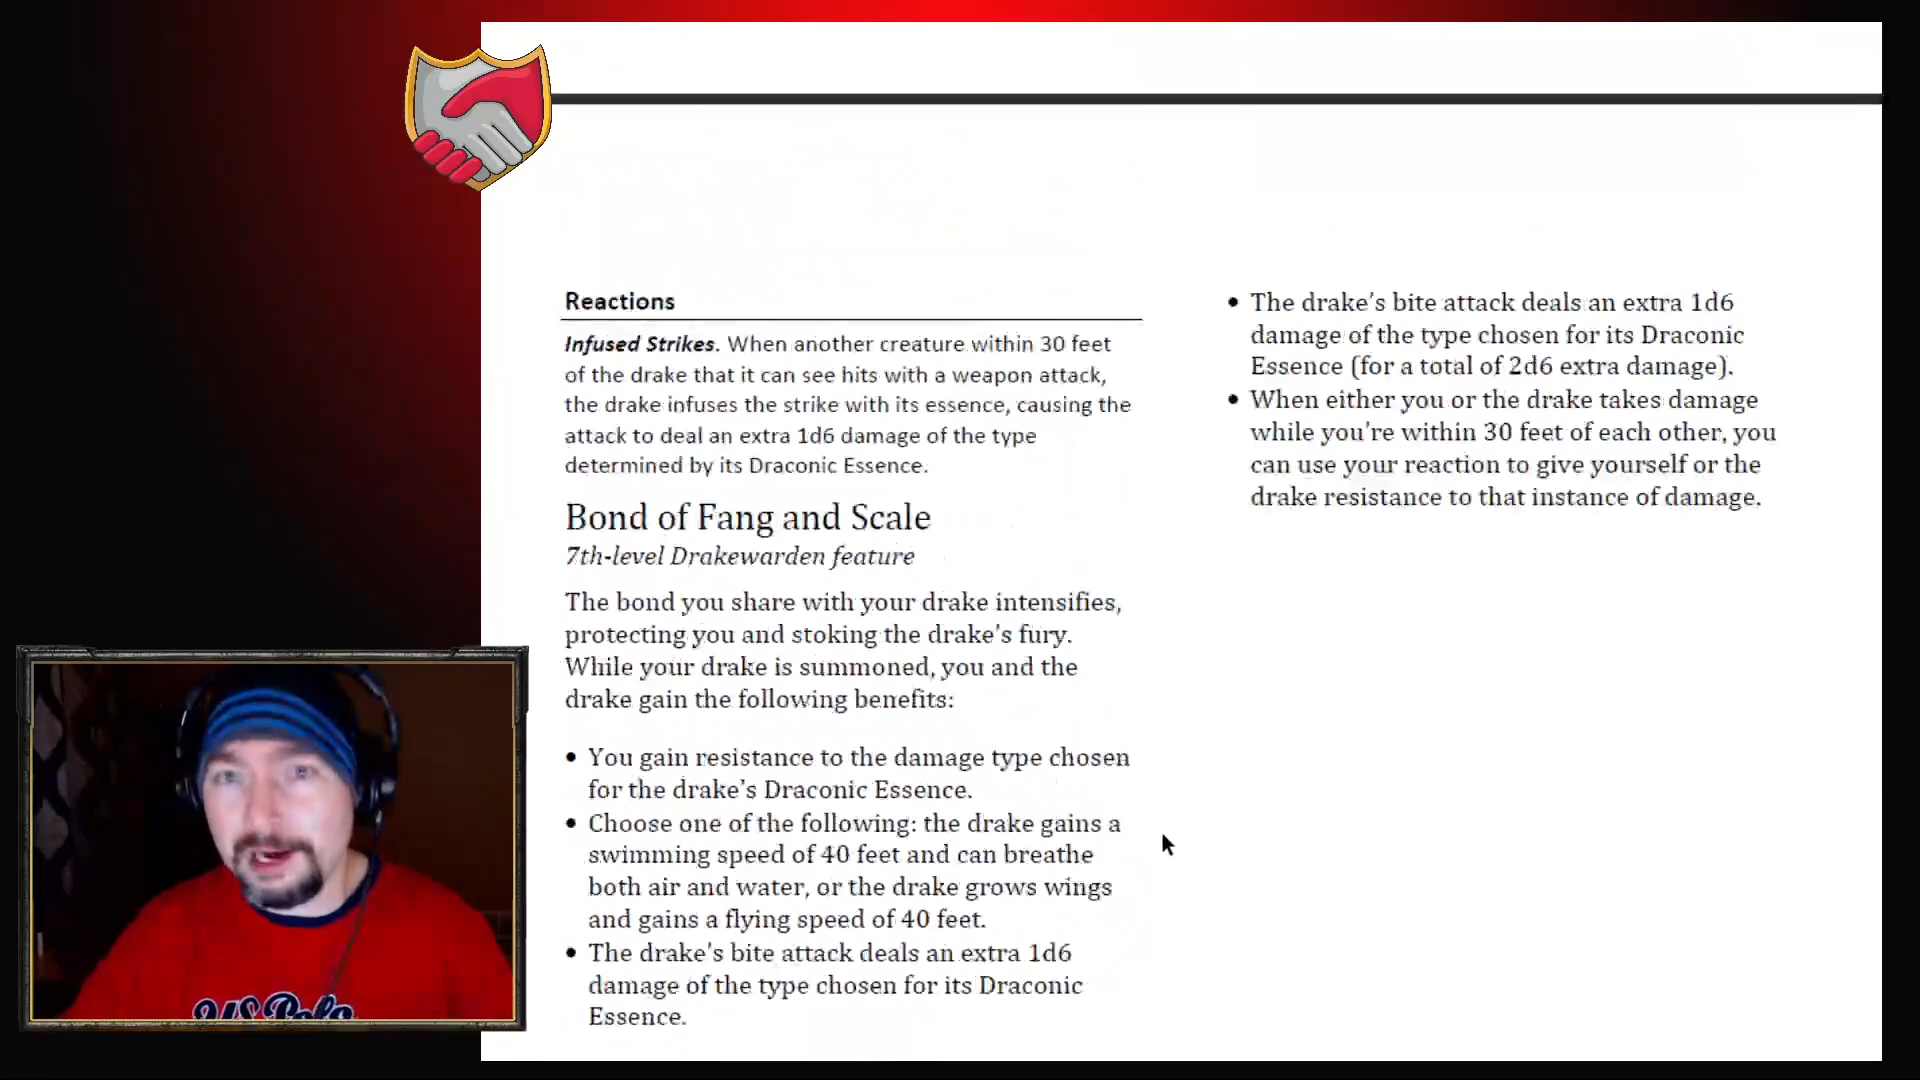 Reactions
Infused Strikes. When another creature within 30 feet
of the drake that it can see hits with a weapon attack,
the drake infuses the strike with its essence, causing the
attack to deal an extra 1d6 damage of the type
determined by its Draconic Essence.
Bond of Fang and Scale
7th-level Drakewarden feature
The bond you share with your drake intensifies,
protecting you and stoking the drake's fury.
While your drake is summoned, you and the
drake gain the following benefits:
• You gain resistance to the damage type chosen
for the drake's Draconic Essence.
• Choose one of the following: the drake gains a
swimming speed of 40 feet and can breathe
both air and water, or the drake grows wings
and gains a flying speed of 40 feet.
• The drake's bite attack deals an extra 1d6
damage of the type chosen for its Draconic
Essence.
• The drake's bite attack deals an extra 1d6
damage of the type chosen for its Draconic
Essence (for a total of 2d6 extra damage).
• When either you or the drake takes damage
while you're within 30 feet of each other, you
can use your reaction to give yourself or the
drake resistance to that instance of damage.